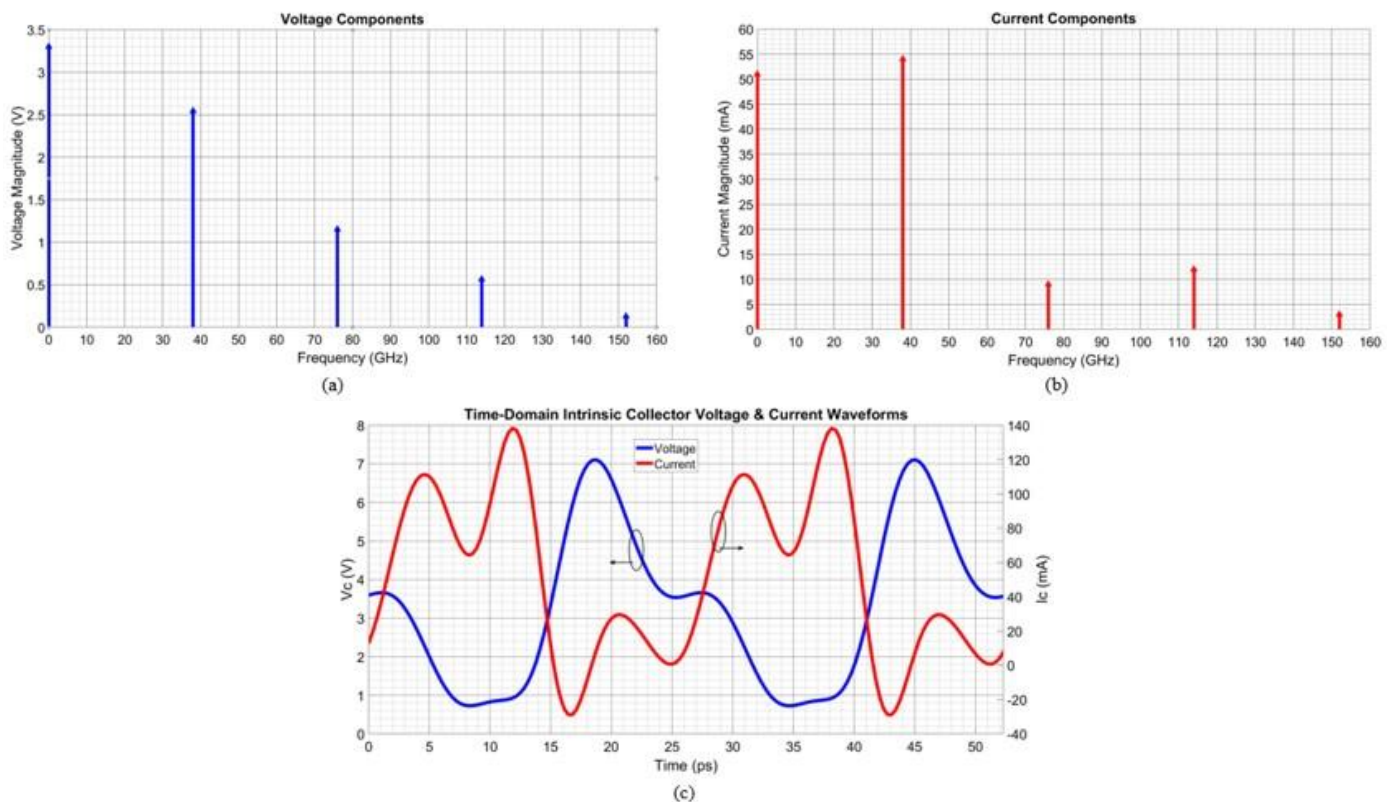 Voltage Components
Voltage Magnitude (V)
3.5
3
2.5
2
1.5
1
0.5
0
0 10 20 30 40 50 60 70 80 90 100 110 120 130 140 150 160
Frequency (GHz)
(a)
Current Components
Current Magnitude (mA)
60
55
50
45
40
35
30
25
20
15
10
5
0
0 10 20 30 40 50 60 70 80 90 100 110 120 130 140 150 160
Frequency (GHz)
(b)
Time-Domain Intrinsic Collector Voltage & Current Waveforms
Vc (V)
8
7
6
5
4
3
2
1
0
Voltage
Current
140
120
100
80
60
40
20
0
-20
-40
Ic (mA)
0 5 10 15 20 25 30 35 40 45 50
Time (ps)
(c)